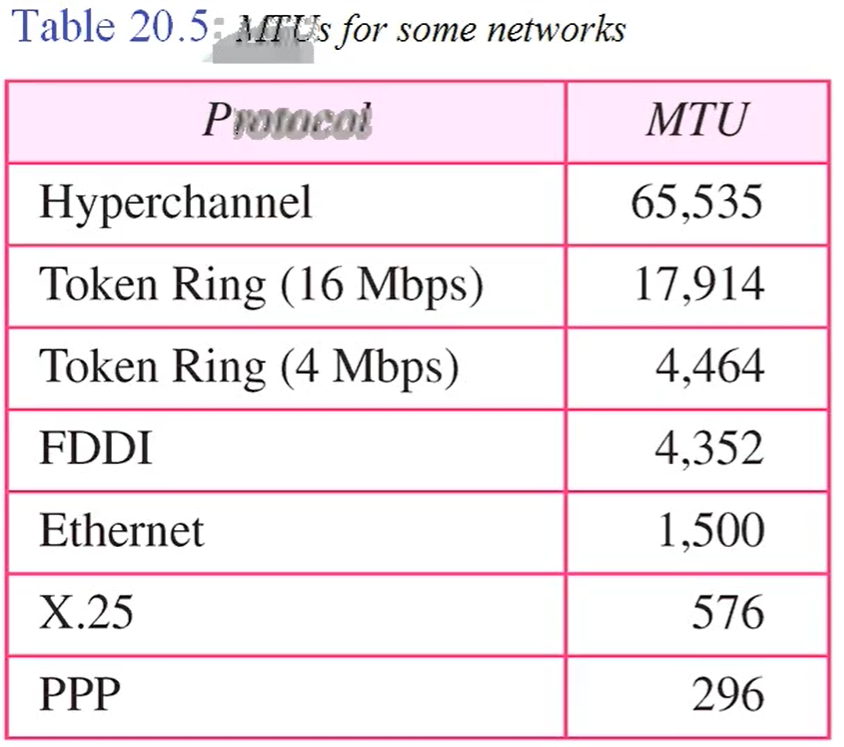 Table 20.5: MTUs for some networks
Protocol MTU
Hyperchannel 65,535
Token Ring (16 Mbps) 17,914
Token Ring (4 Mbps) 4,464
FDDI 4,352
Ethernet 1,500
X.25 576
PPP 296